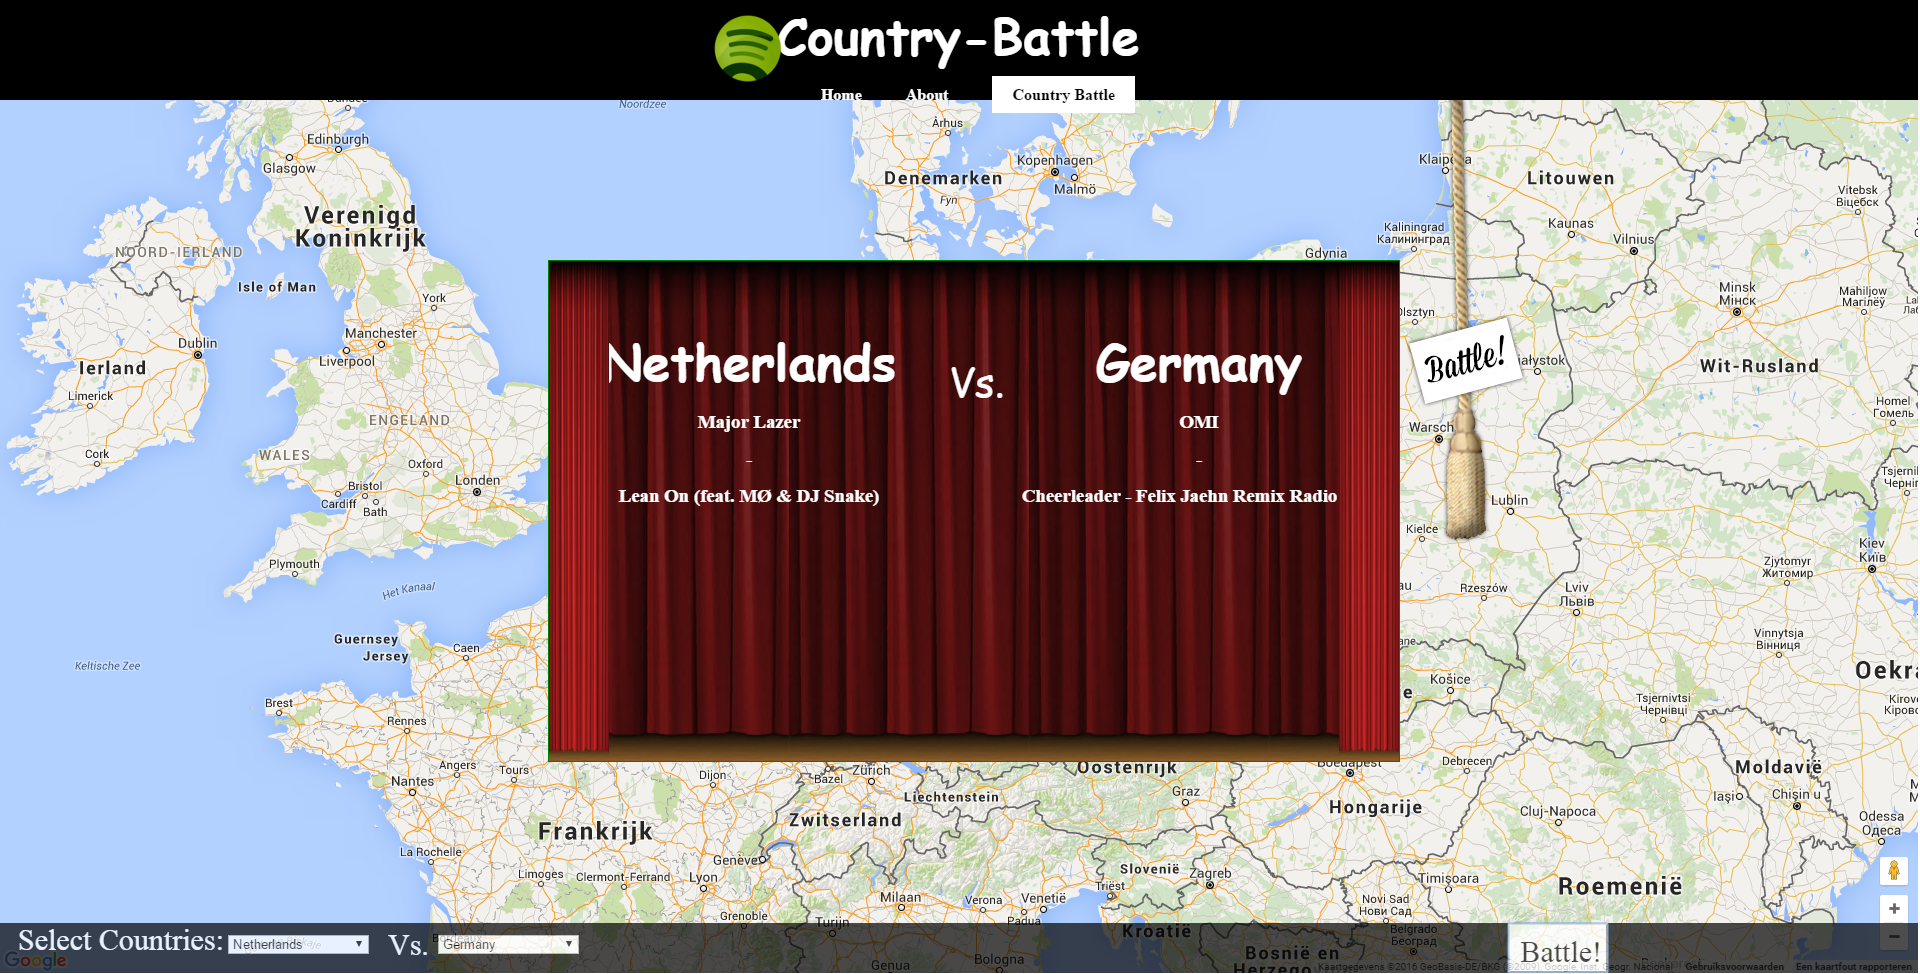 Country-Battle
Home
About
Country Battle
Noordzee
Dundee
Edinburgh
Glasgow
Århus
Kopenhagen
Denemarken
Malmö
Fyn
Klaipėda
Litouwen
Vitebsk
Віцебск
Verenigd
Koninkrijk
Kaunas
Kaliningrad
Калининград
Vilnius
NOORD-IERLAND
Gdynia
Isle of Man
York
Minsk
Мінск
Mahiljow
Магілёў
Olsztyn
Manchester
Dublin
Liverpool
Ierland
Limerick
Netherlands
Vs.
Germany
Battle!
Białystok
Wit-Rusland
Homel
Гомель
ENGELAND
Major Lazer
OMI
Warsch
Cork
WALES
Oxford
London
-
-
Bristol
Cardiff
Bath
Lean On (feat. MØ & DJ Snake)
Cheerleader - Felix Jaehn Remix Radio
Lublin
Kielce
Plymouth
Kiev
Київ
Zjytomyr
Житомир
Het Kanaal
Rzeszów
Lviv
Львів
Guernsey
Jersey
Caen
Keltische Zee
Vinnytsja
Вінниця
Oekr
Košice
Brest
Rennes
Tsjernivtsi
Чернівці
Angers
Tours
Nantes
Dijon
Bazel
Zürich
Oostenrijk
Boedapest
Debrecen
Moldavië
Liechtenstein
Graz
Iași
Chișinău
Zwitserland
Hongarije
Cluj-Napoca
Odessa
Одеса
Frankrijk
La Rochelle
Genève
Limoges
Clermont-Ferrand
Lyon
Slovenië
Zagreb
Triëst
Timișoara
Roemenië
Milaan
Verona
Venetië
Novi Sad
Нови Сад
Grenoble
Turijn
Padua
Kroatië
Belgrado
Београд
Select Countries:
Netherlands
Vs.
Germany
Battle!
Bordeaux
Genua
Bologna
Bosnië en
Herzego
Google
Kaartgegevens ©2016 GeoBasis-DE/BKG (©2009), Google, Inst. Geogr. Nacional
Gebruiksvoorwaarden
Een kaartfout rapporteren